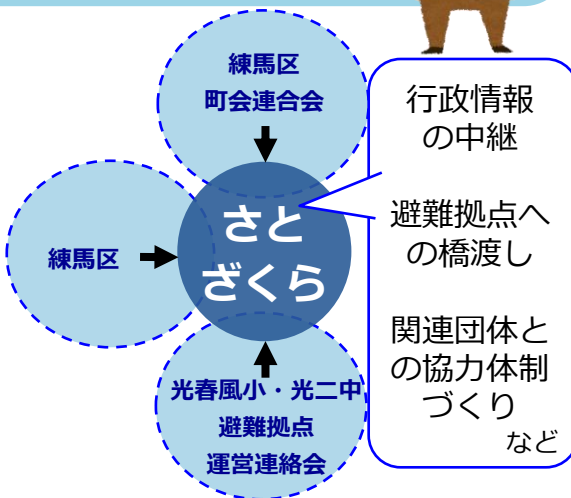 練馬区
町会連合会
さと
ざくら
練馬区
光春風小・光二中
避難拠点
運営連絡会
行政情報
の中継
避難拠点へ
の橋渡し
関連団体と
の協力体制
づくり
など